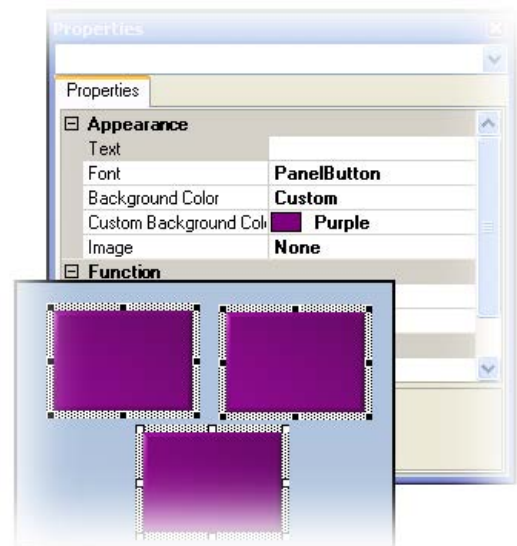 Properties
Properties
Appearance
Text
Font PanelButton
Background Color Custom
Custom Background Col Purple
Image None
Function